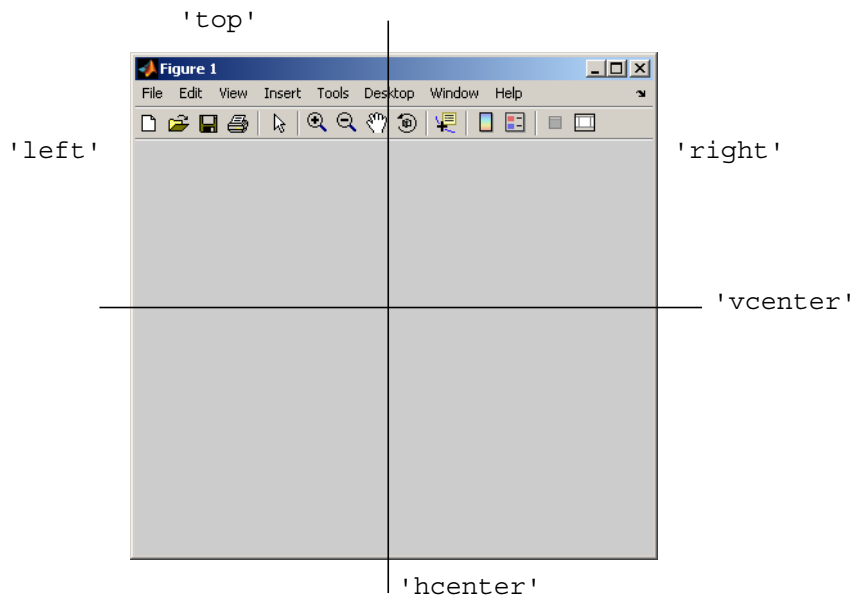 'top'
Figure 1
File Edit View Insert Tools Desktop Window Help
'left'
'right'
'vcenter'
'hcenter'